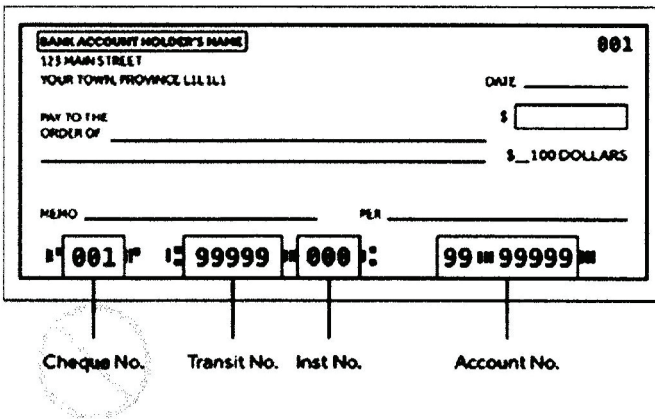 BANK ACCOUNT HOLDER'S NAME
001
123 MAIN STREET
YOUR TOWN, PROVINCE L1L 1L1
DATE
PAY TO THE
ORDER OF
$
$__100 DOLLARS
MEMO
PER
⑈001⑈ ⑆99999⑉000⑆ 99⑉99999⑈
Cheque No. Transit No. Inst No. Account No.